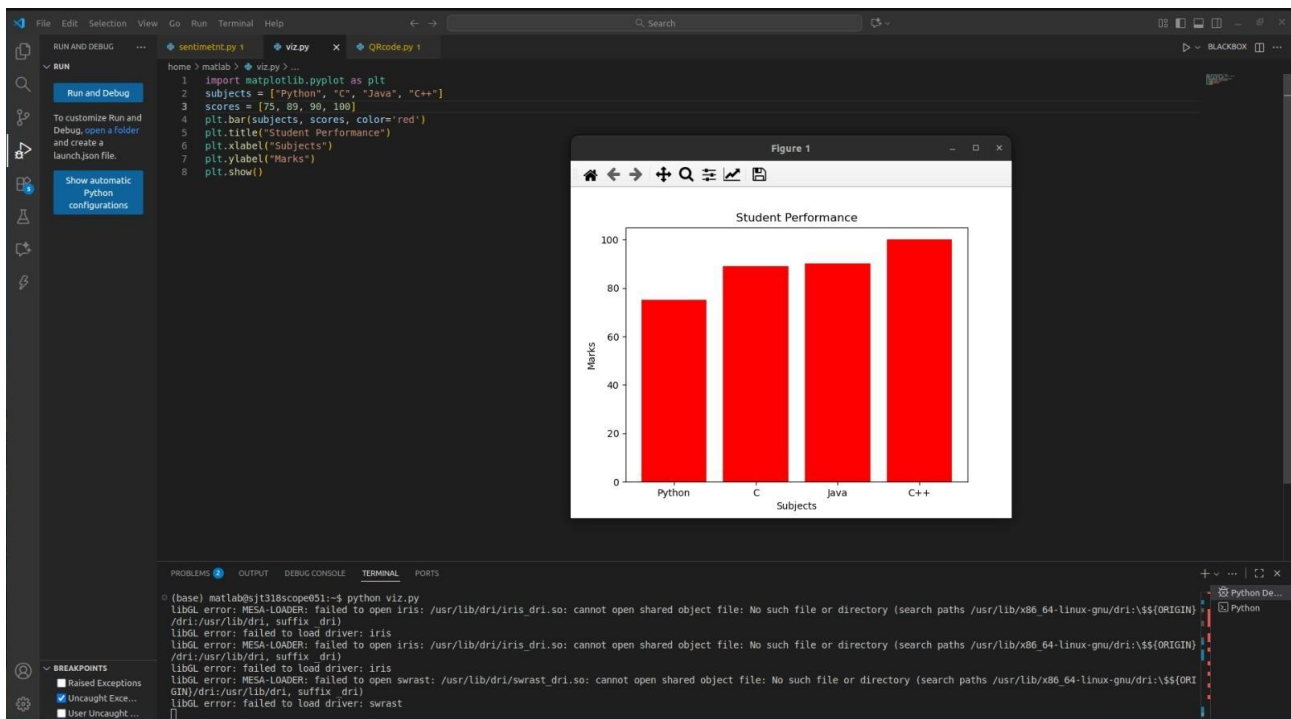 File Edit Selection View Go Run Terminal Help
Search
RUN AND DEBUG ...
RUN
Run and Debug
To customize Run and
Debug, open a folder
and create a
launch.json file.
Show automatic
Python
configurations
sentimetnt.py 1
viz.py
QRcode.py 1
BLACKBOX
home > matlab > viz.py > ...
1 import matplotlib.pyplot as plt
2 subjects = ["Python", "C", "Java", "C++"]
3 scores = [75, 89, 90, 100]
4 plt.bar(subjects, scores, color='red')
5 plt.title("Student Performance")
6 plt.xlabel("Subjects")
7 plt.ylabel("Marks")
8 plt.show()
Figure 1
Student Performance
100
80
60
40
20
0
Marks
Python C Java C++
Subjects
PROBLEMS 2 OUTPUT DEBUG CONSOLE TERMINAL PORTS
(base) matlab@sjt318scope051:~$ python viz.py
libGL error: MESA-LOADER: failed to open iris: /usr/lib/dri/iris_dri.so: cannot open shared object file: No such file or directory (search paths /usr/lib/x86_64-linux-gnu/dri:\$${ORIGIN}
/dri:/usr/lib/dri, suffix _dri)
libGL error: failed to load driver: iris
libGL error: MESA-LOADER: failed to open iris: /usr/lib/dri/iris_dri.so: cannot open shared object file: No such file or directory (search paths /usr/lib/x86_64-linux-gnu/dri:\$${ORIGIN}
/dri:/usr/lib/dri, suffix _dri)
libGL error: failed to load driver: iris
libGL error: MESA-LOADER: failed to open swrast: /usr/lib/dri/swrast_dri.so: cannot open shared object file: No such file or directory (search paths /usr/lib/x86_64-linux-gnu/dri:\$${ORI
GIN}/dri:/usr/lib/dri, suffix _dri)
libGL error: failed to load driver: swrast
Python De...
Python
BREAKPOINTS
Raised Exceptions
Uncaught Exce...
User Uncaught ...